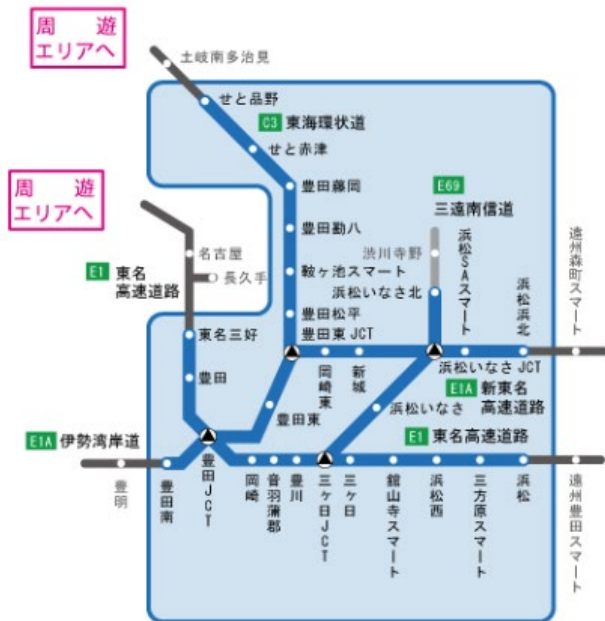 周遊
エリアへ
土岐南多治見
せと品野
C3 東海環状道
せと赤津
周遊
エリアへ
豊田藤岡
E69
三遠南信道
豊田勘八
名古屋
渋川寺野
浜松SAスマート
浜松浜北
遠州森町スマート
E1 東名
高速道路
長久手
鞍ヶ池スマート
浜松いなさ北
豊田松平
東名三好
豊田東JCT
豊田
岡崎東
新城
浜松いなさJCT
E1A 新東名
高速道路
豊田東
浜松いなさ
E1A 伊勢湾岸道
E1 東名高速道路
豊明
豊田南
豊田JCT
岡崎
音羽蒲郡
豊川
三ヶ日JCT
三ヶ日
舘山寺スマート
浜松西
三方原スマート
浜松
遠州豊田スマート